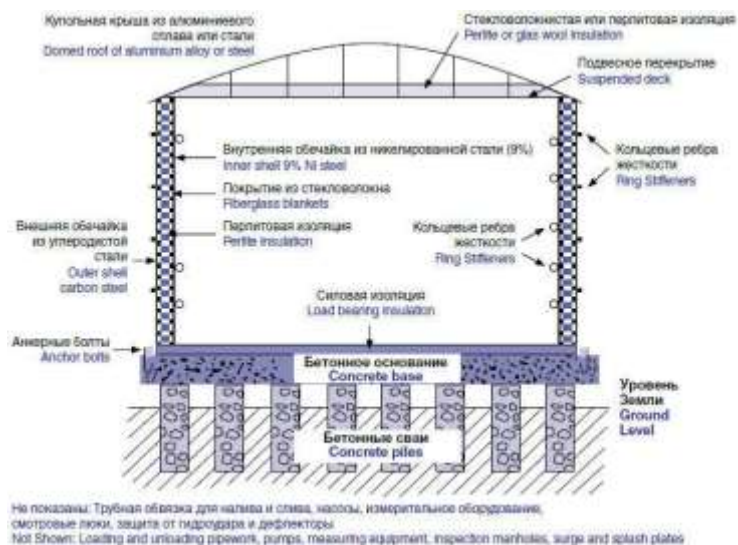 Купольная крыша из алюминиевого
сплава или стали
Domed roof of aluminium alloy or steel
Стекловолокнистая или перлитовая изоляция
Perlite or glas wool insulation
Подвесное перекрытие
Suspended deck
Внутренняя обечайка из никелированной стали (9%)
Inner shell 9% Ni steel
Покрытие из стекловолокна
Fiberglass blankets
Перлитовая изоляция
Perlite insulation
Кольцевые ребра
жесткости
Ring Stiffeners
Кольцевые ребра
жесткости
Ring Stiffeners
Внешняя обечайка
из углеродистой
стали
Outer shell
carbon steel
Силовая изоляция
Load bearing insulation
Анкерные болты
Anchor bolts
Бетонное основание
Concrete base
Уровень
Земли
Ground
Level
Бетонные сваи
Concrete piles
Не показаны: Трубная обвязка для налива и слива, насосы, измерительное оборудование,
смотровые люки, защита от гидроудара и дефлекторы
Not Shown: Loading and unloading pipework, pumps, measuring equipment, inspection manholes, surge and splash plates